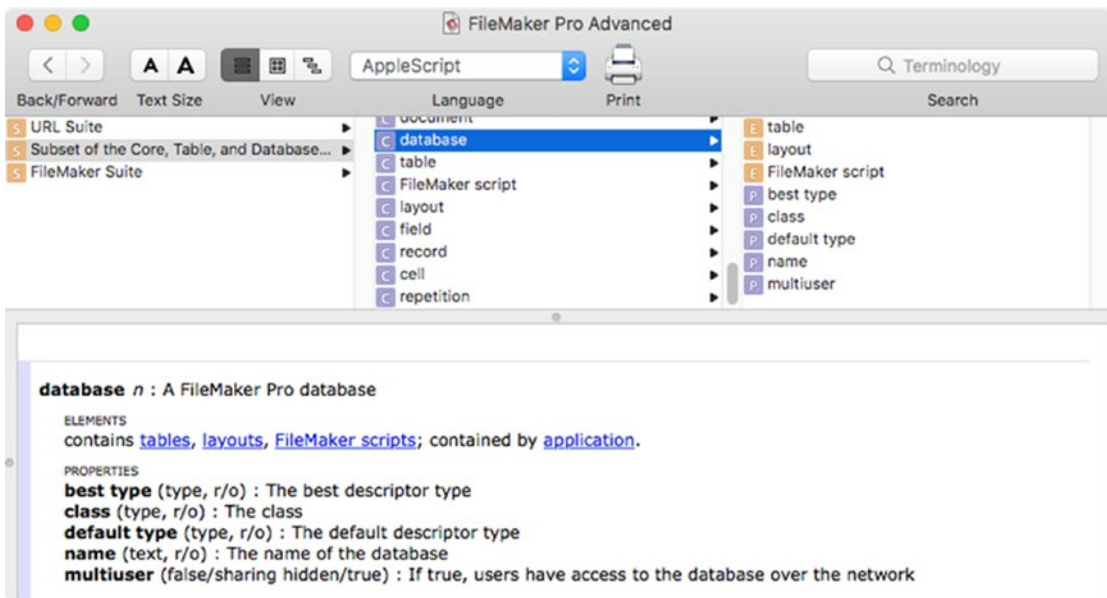 FileMaker Pro Advanced
A A
AppleScript
Terminology
Back/Forward Text Size View Language Print Search
S URL Suite
S Subset of the Core, Table, and Database...
S FileMaker Suite
C document
C database
C table
C FileMaker script
C layout
C field
C record
C cell
C repetition
E table
E layout
E FileMaker script
P best type
P class
P default type
P name
P multiuser
database n : A FileMaker Pro database
ELEMENTS
contains tables, layouts, FileMaker scripts; contained by application.
PROPERTIES
best type (type, r/o) : The best descriptor type
class (type, r/o) : The class
default type (type, r/o) : The default descriptor type
name (text, r/o) : The name of the database
multiuser (false/sharing hidden/true) : If true, users have access to the database over the network